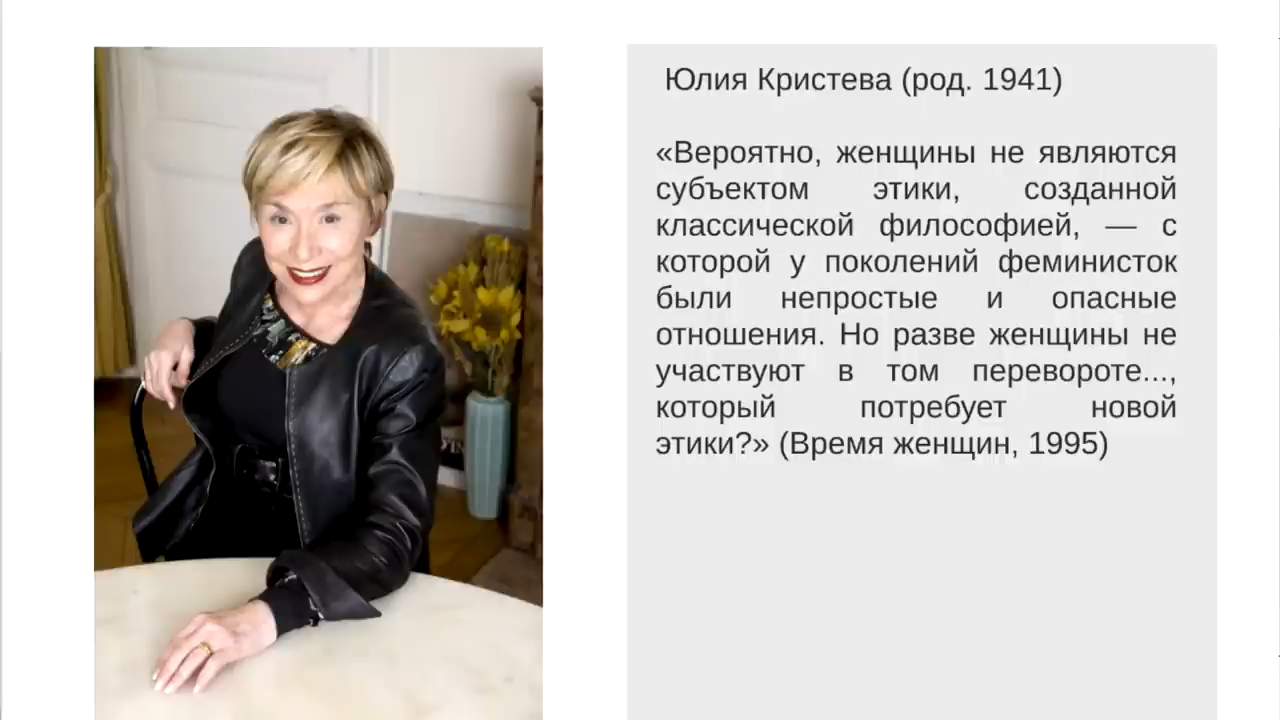 Юлия Кристева (род. 1941)
«Вероятно, женщины не являются
субъектом этики, созданной
классической философией, — с
которой у поколений феминисток
были непростые и опасные
отношения. Но разве женщины не
участвуют в том перевороте...,
который потребует новой
этики?» (Время женщин, 1995)